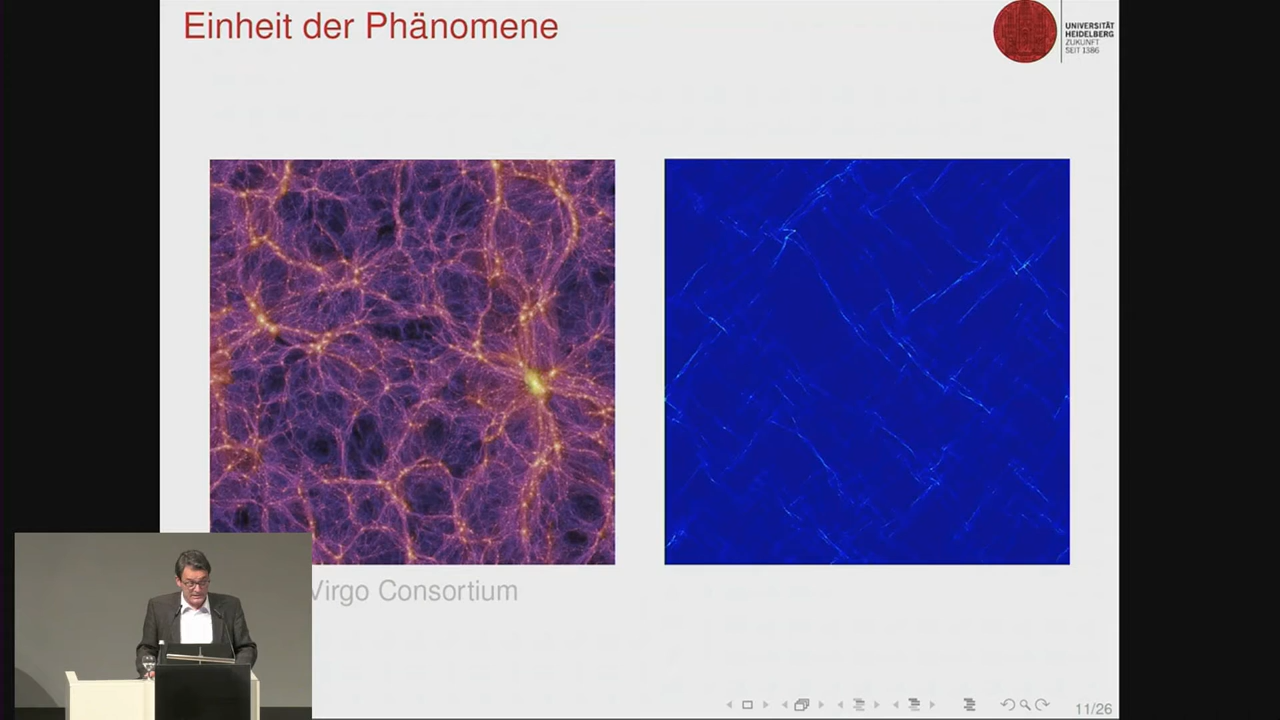 Einheit der Phänomene
UNIVERSITÄT
HEIDELBERG
ZUKUNFT
SEIT 1386
Virgo Consortium
11/26